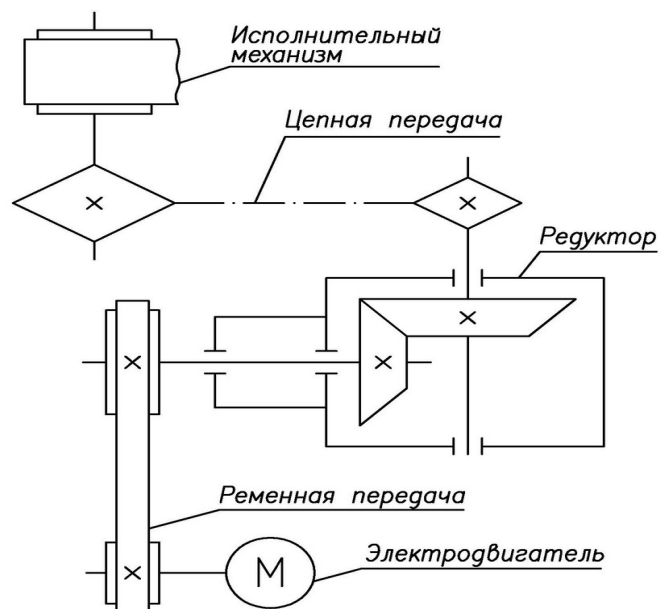 Исполнительный
механизм
Цепная передача
Редуктор
Ременная передача
Электродвигатель
М